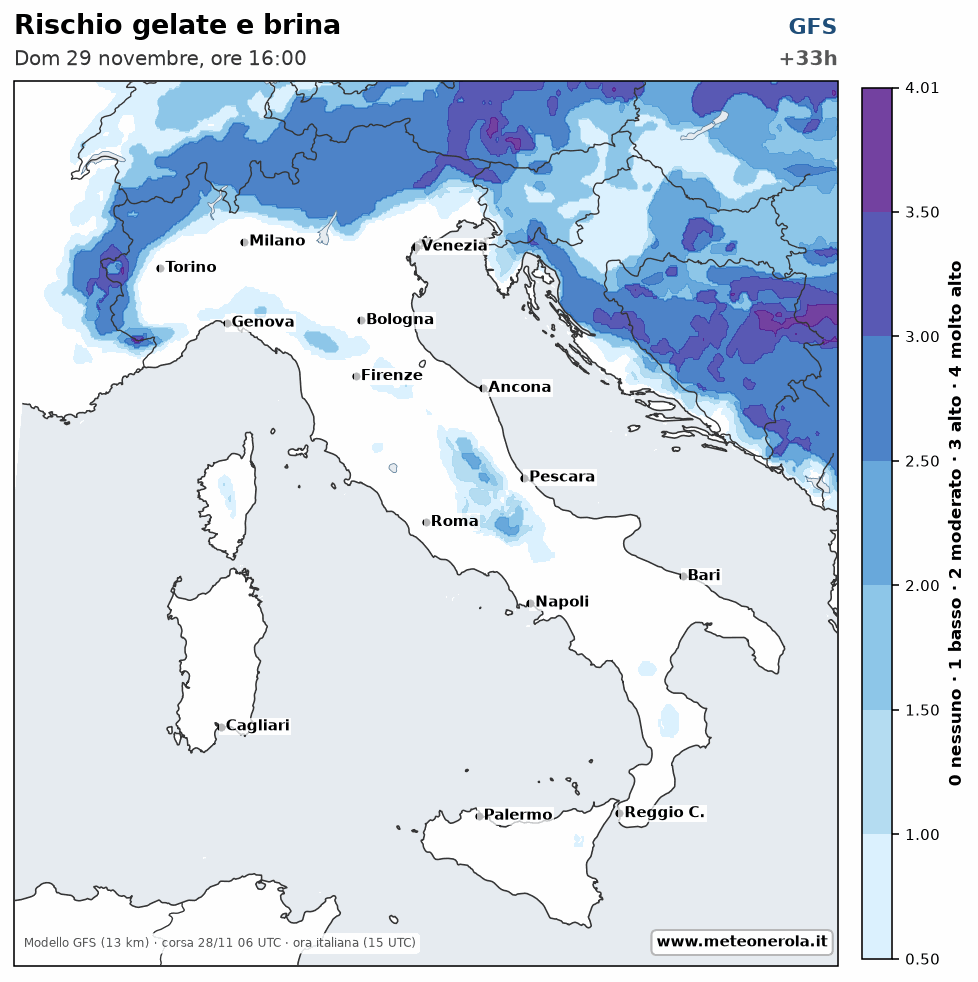 Rischio gelate e brina
GFS
Dom 29 novembre, ore 16:00
+33h
4.01
3.50
3.00
2.50
2.00
1.50
1.00
0.50
0 nessuno · 1 basso · 2 moderato · 3 alto · 4 molto alto
Milano
Venezia
Torino
Genova
Bologna
Firenze
Ancona
Pescara
Roma
Bari
Napoli
Cagliari
Palermo
Reggio C.
Modello GFS (13 km) · corsa 28/11 06 UTC · ora italiana (15 UTC)
www.meteonerola.it